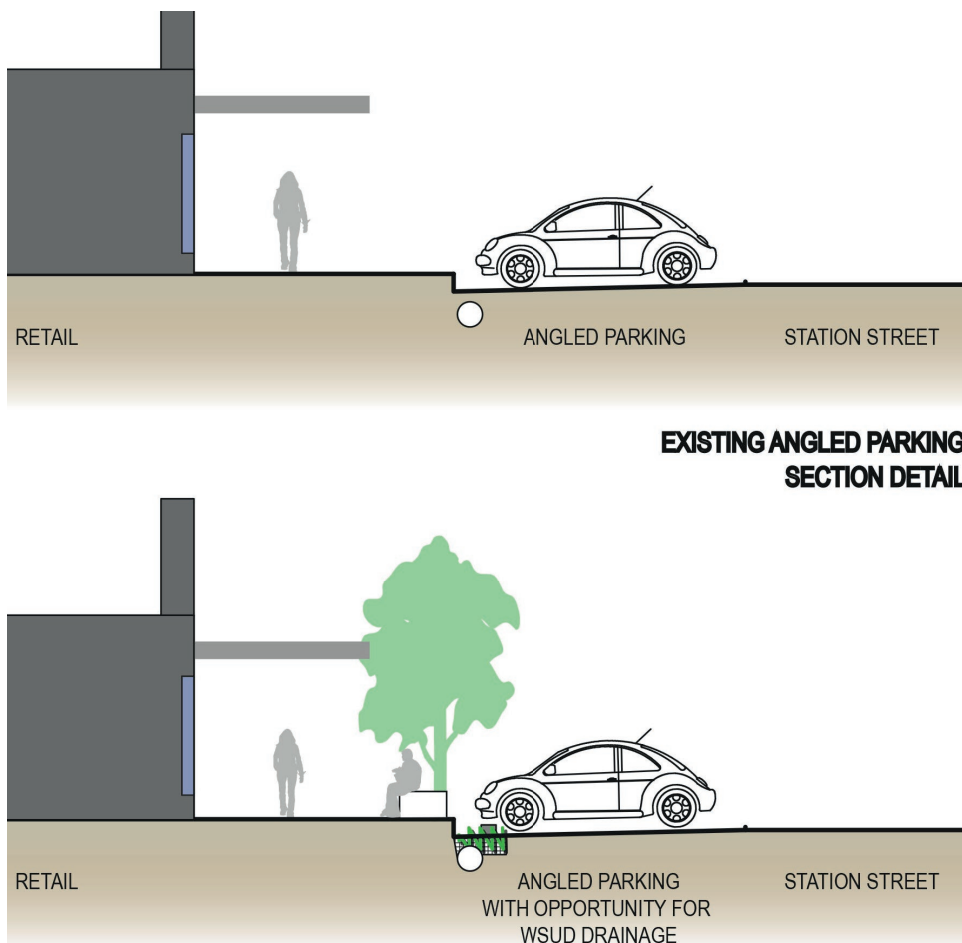 RETAIL
ANGLED PARKING
STATION STREET
EXISTING ANGLED PARKING
SECTION DETAIL
RETAIL
ANGLED PARKING
WITH OPPORTUNITY FOR
WSUD DRAINAGE
STATION STREET